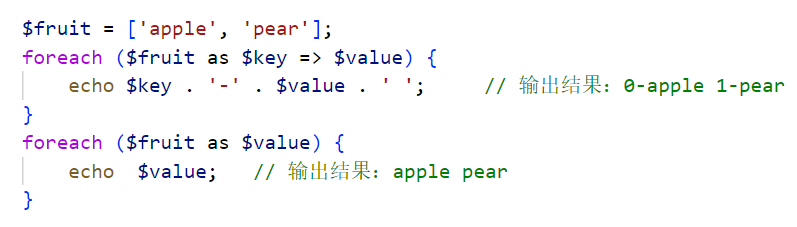 $fruit = ['apple', 'pear'];
foreach ($fruit as $key => $value) {
    echo $key . '-' . $value . ' ';     // 输出结果：0-apple 1-pear
}
foreach ($fruit as $value) {
    echo  $value;   // 输出结果：apple pear
}